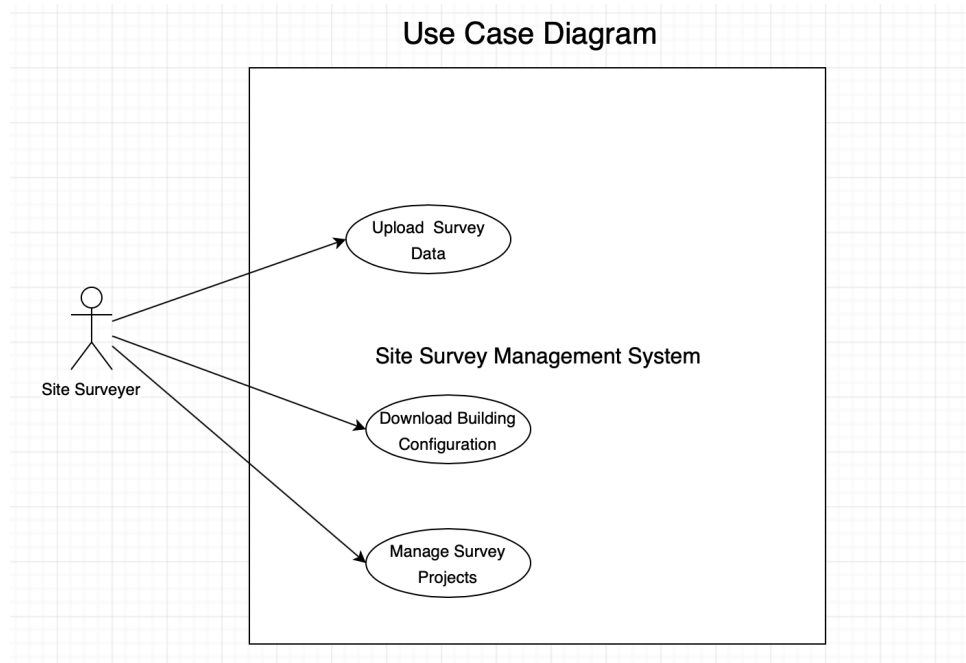 Use Case Diagram
Upload Survey
Data
Site Survey Management System
Site Surveyer
Download Building
Configuration
Manage Survey
Projects